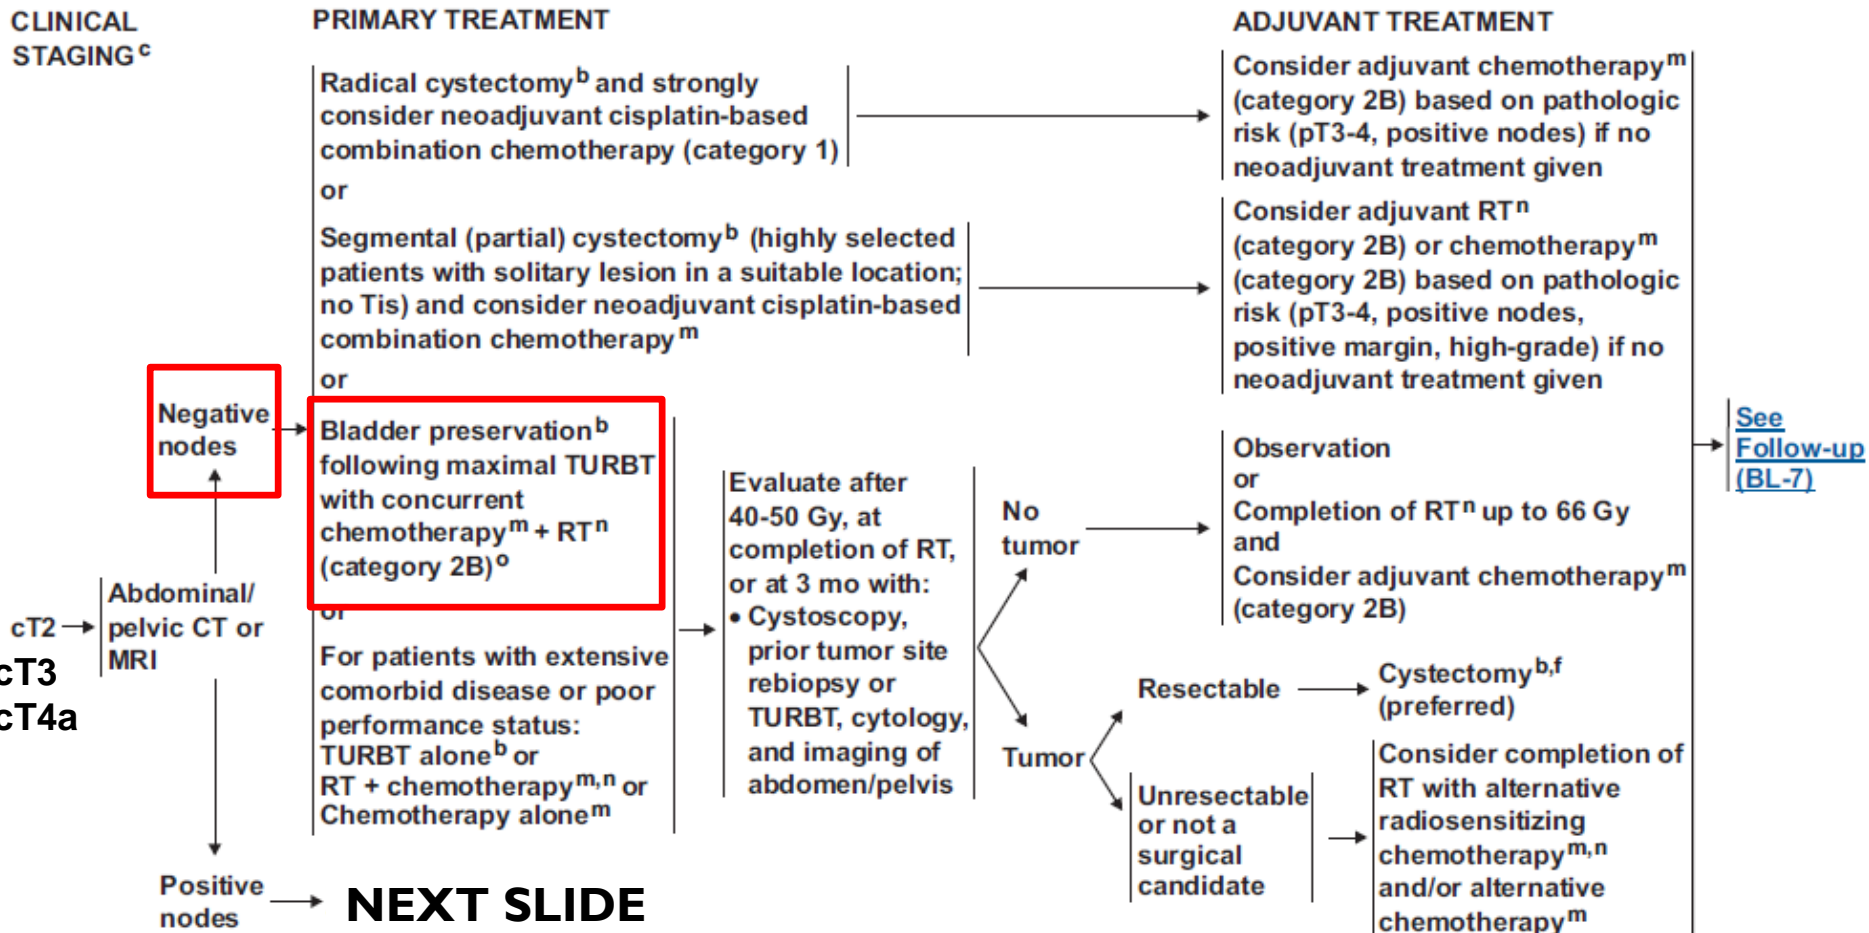 CLINICAL
STAGING c
PRIMARY TREATMENT
ADJUVANT TREATMENT
Radical cystectomy b and strongly
consider neoadjuvant cisplatin-based
combination chemotherapy (category 1)
or
Segmental (partial) cystectomy b (highly selected
patients with solitary lesion in a suitable location;
no Tis) and consider neoadjuvant cisplatin-based
combination chemotherapy m
or
Bladder preservation b
following maximal TURBT
with concurrent
chemotherapy m + RT n
(category 2B) o
or
For patients with extensive
comorbid disease or poor
performance status:
TURBT alone b or
RT + chemotherapy m,n or
Chemotherapy alone m
Consider adjuvant chemotherapy m
(category 2B) based on pathologic
risk (pT3-4, positive nodes) if no
neoadjuvant treatment given
Consider adjuvant RT n
(category 2B) or chemotherapy m
(category 2B) based on pathologic
risk (pT3-4, positive nodes,
positive margin, high-grade) if no
neoadjuvant treatment given
Negative
nodes
cT2
cT3
cT4a
Abdominal/
pelvic CT or
MRI
Positive
nodes
NEXT SLIDE
Evaluate after
40-50 Gy, at
completion of RT,
or at 3 mo with:
• Cystoscopy,
prior tumor site
rebiopsy or
TURBT, cytology,
and imaging of
abdomen/pelvis
No
tumor
Observation
or
Completion of RT n up to 66 Gy
and
Consider adjuvant chemotherapy m
(category 2B)
Tumor
Resectable
Cystectomy b,f
(preferred)
Unresectable
or not a
surgical
candidate
Consider completion of
RT with alternative
radiosensitizing
chemotherapy m,n
and/or alternative
chemotherapy m
See
Follow-up
(BL-7)